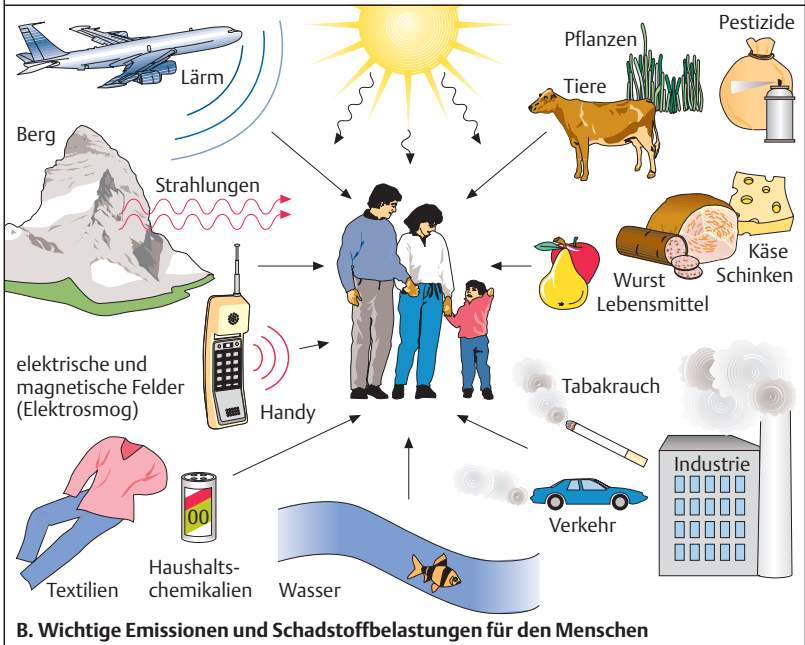 Lärm
Pflanzen
Pestizide
Tiere
Berg
Strahlungen
Käse
Wurst
Schinken
Lebensmittel
elektrische und
magnetische Felder
(Elektrosmog)
Handy
Tabakrauch
Industrie
Verkehr
00
Textilien
Haushalts-
chemikalien
Wasser
B. Wichtige Emissionen und Schadstoffbelastungen für den Menschen